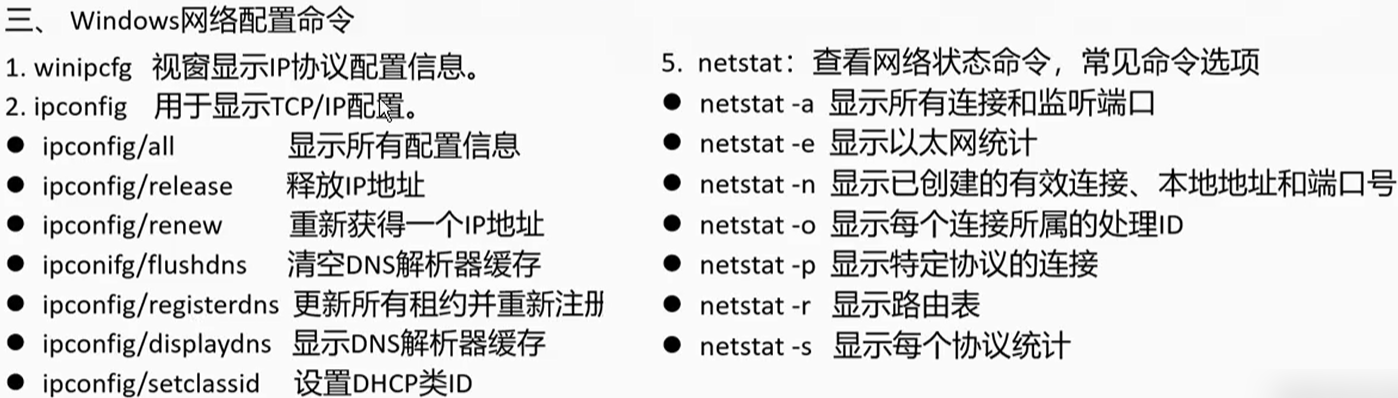 三、 Windows网络配置命令
1. winipcfg 视窗显示IP协议配置信息。
2. ipconfig 用于显示TCP/IP配置。
● ipconfig/all 显示所有配置信息
● ipconfig/release 释放IP地址
● ipconfig/renew 重新获得一个IP地址
● ipconifg/flushdns 清空DNS解析器缓存
● ipconfig/registerdns 更新所有租约并重新注册
● ipconfig/displaydns 显示DNS解析器缓存
● ipconfig/setclassid 设置DHCP类ID
5. netstat：查看网络状态命令，常见命令选项
● netstat -a 显示所有连接和监听端口
● netstat -e 显示以太网统计
● netstat -n 显示已创建的有效连接、本地地址和端口号
● netstat -o 显示每个连接所属的处理ID
● netstat -p 显示特定协议的连接
● netstat -r 显示路由表
● netstat -s 显示每个协议统计